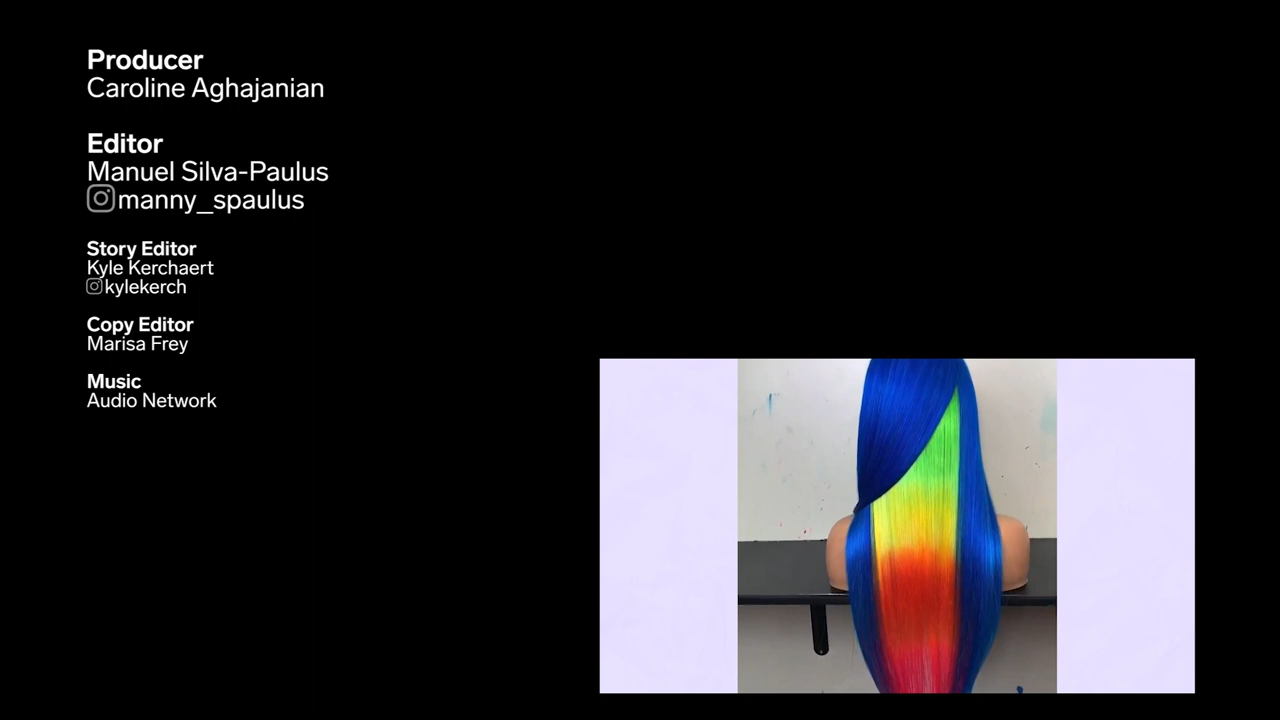 Producer
Caroline Aghajanian
Editor
Manuel Silva-Paulus
manny_spaulus
Story Editor
Kyle Kerchaert
kylekerch
Copy Editor
Marisa Frey
Music
Audio Network